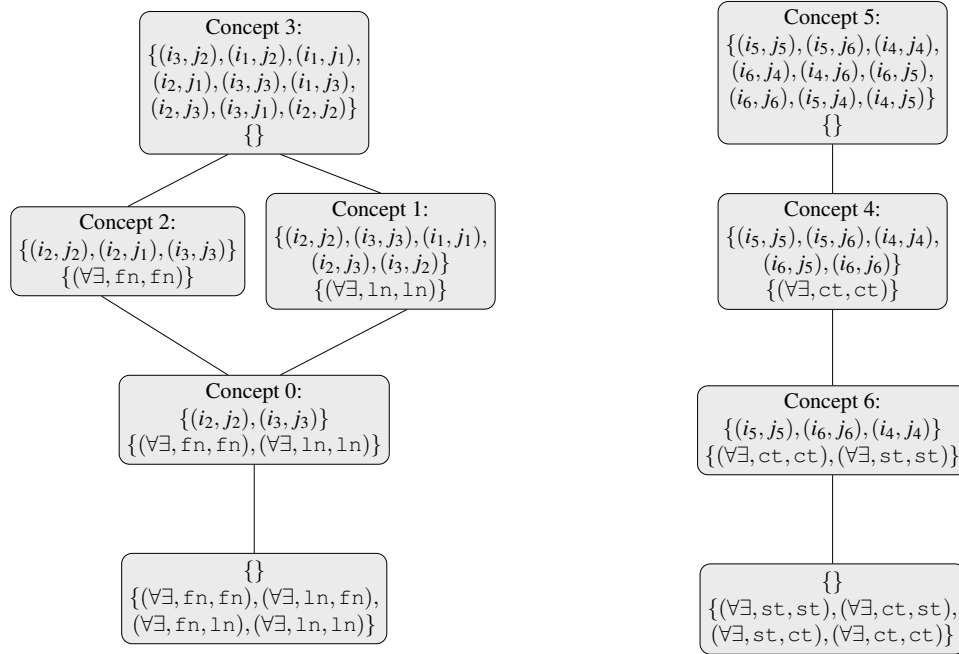 Concept 3:
{(i₃, j₂),(i₁, j₂),(i₁, j₁),
(i₂, j₁),(i₃, j₃),(i₁, j₃),
(i₂, j₃),(i₃, j₁),(i₂, j₂)}
{}
Concept 2:
{(i₂, j₂),(i₂, j₁),(i₃, j₃)}
{(∀∃, fn, fn)}
Concept 1:
{(i₂, j₂),(i₃, j₃),(i₁, j₁),
(i₂, j₃),(i₃, j₂)}
{(∀∃, ln, ln)}
Concept 0:
{(i₂, j₂),(i₃, j₃)}
{(∀∃, fn, fn),(∀∃, ln, ln)}
{}
{(∀∃, fn, fn),(∀∃, ln, fn),
(∀∃, fn, ln),(∀∃, ln, ln)}
Concept 5:
{(i₅, j₅),(i₅, j₆),(i₄, j₄),
(i₆, j₄),(i₄, j₆),(i₆, j₅),
(i₆, j₆),(i₅, j₄),(i₄, j₅)}
{}
Concept 4:
{(i₅, j₅),(i₅, j₆),(i₄, j₄),
(i₆, j₅),(i₆, j₆)}
{(∀∃, ct, ct)}
Concept 6:
{(i₅, j₅),(i₆, j₆),(i₄, j₄)}
{(∀∃, ct, ct),(∀∃, st, st)}
{}
{(∀∃, st, st),(∀∃, ct, st),
(∀∃, st, ct),(∀∃, ct, ct)}